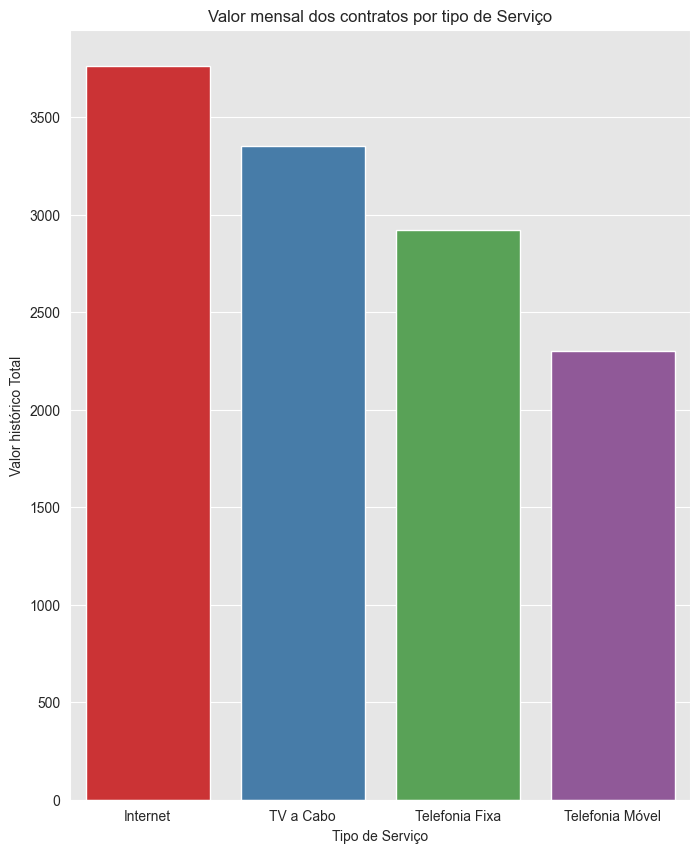 Valor mensal dos contratos por tipo de Serviço
3500
3000
2500
2000
1500
1000
500
0
Valor histórico Total
Internet TV a Cabo Telefonia Fixa Telefonia Móvel
Tipo de Serviço